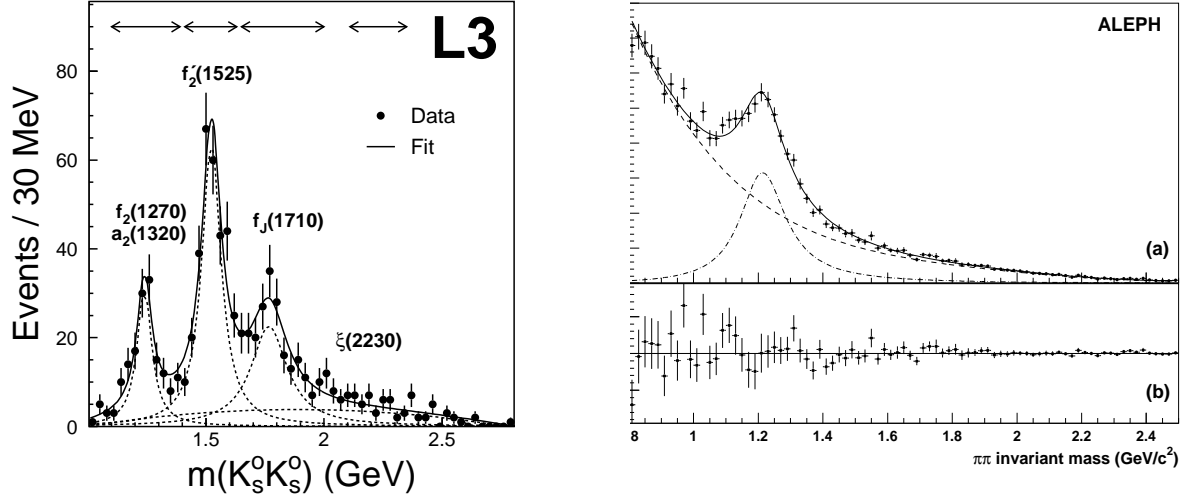 L3
f₂′(1525)
Data
Fit
f₂(1270)
a₂(1320)
f_J(1710)
ξ(2230)
Events / 30 MeV
80
60
40
20
0
1.5
2
2.5
m(KₛºKₛº) (GeV)
ALEPH
(a)
(b)
.8
1
1.2
1.4
1.6
1.8
2
2.2
2.4
ππ invariant mass (GeV/c²)